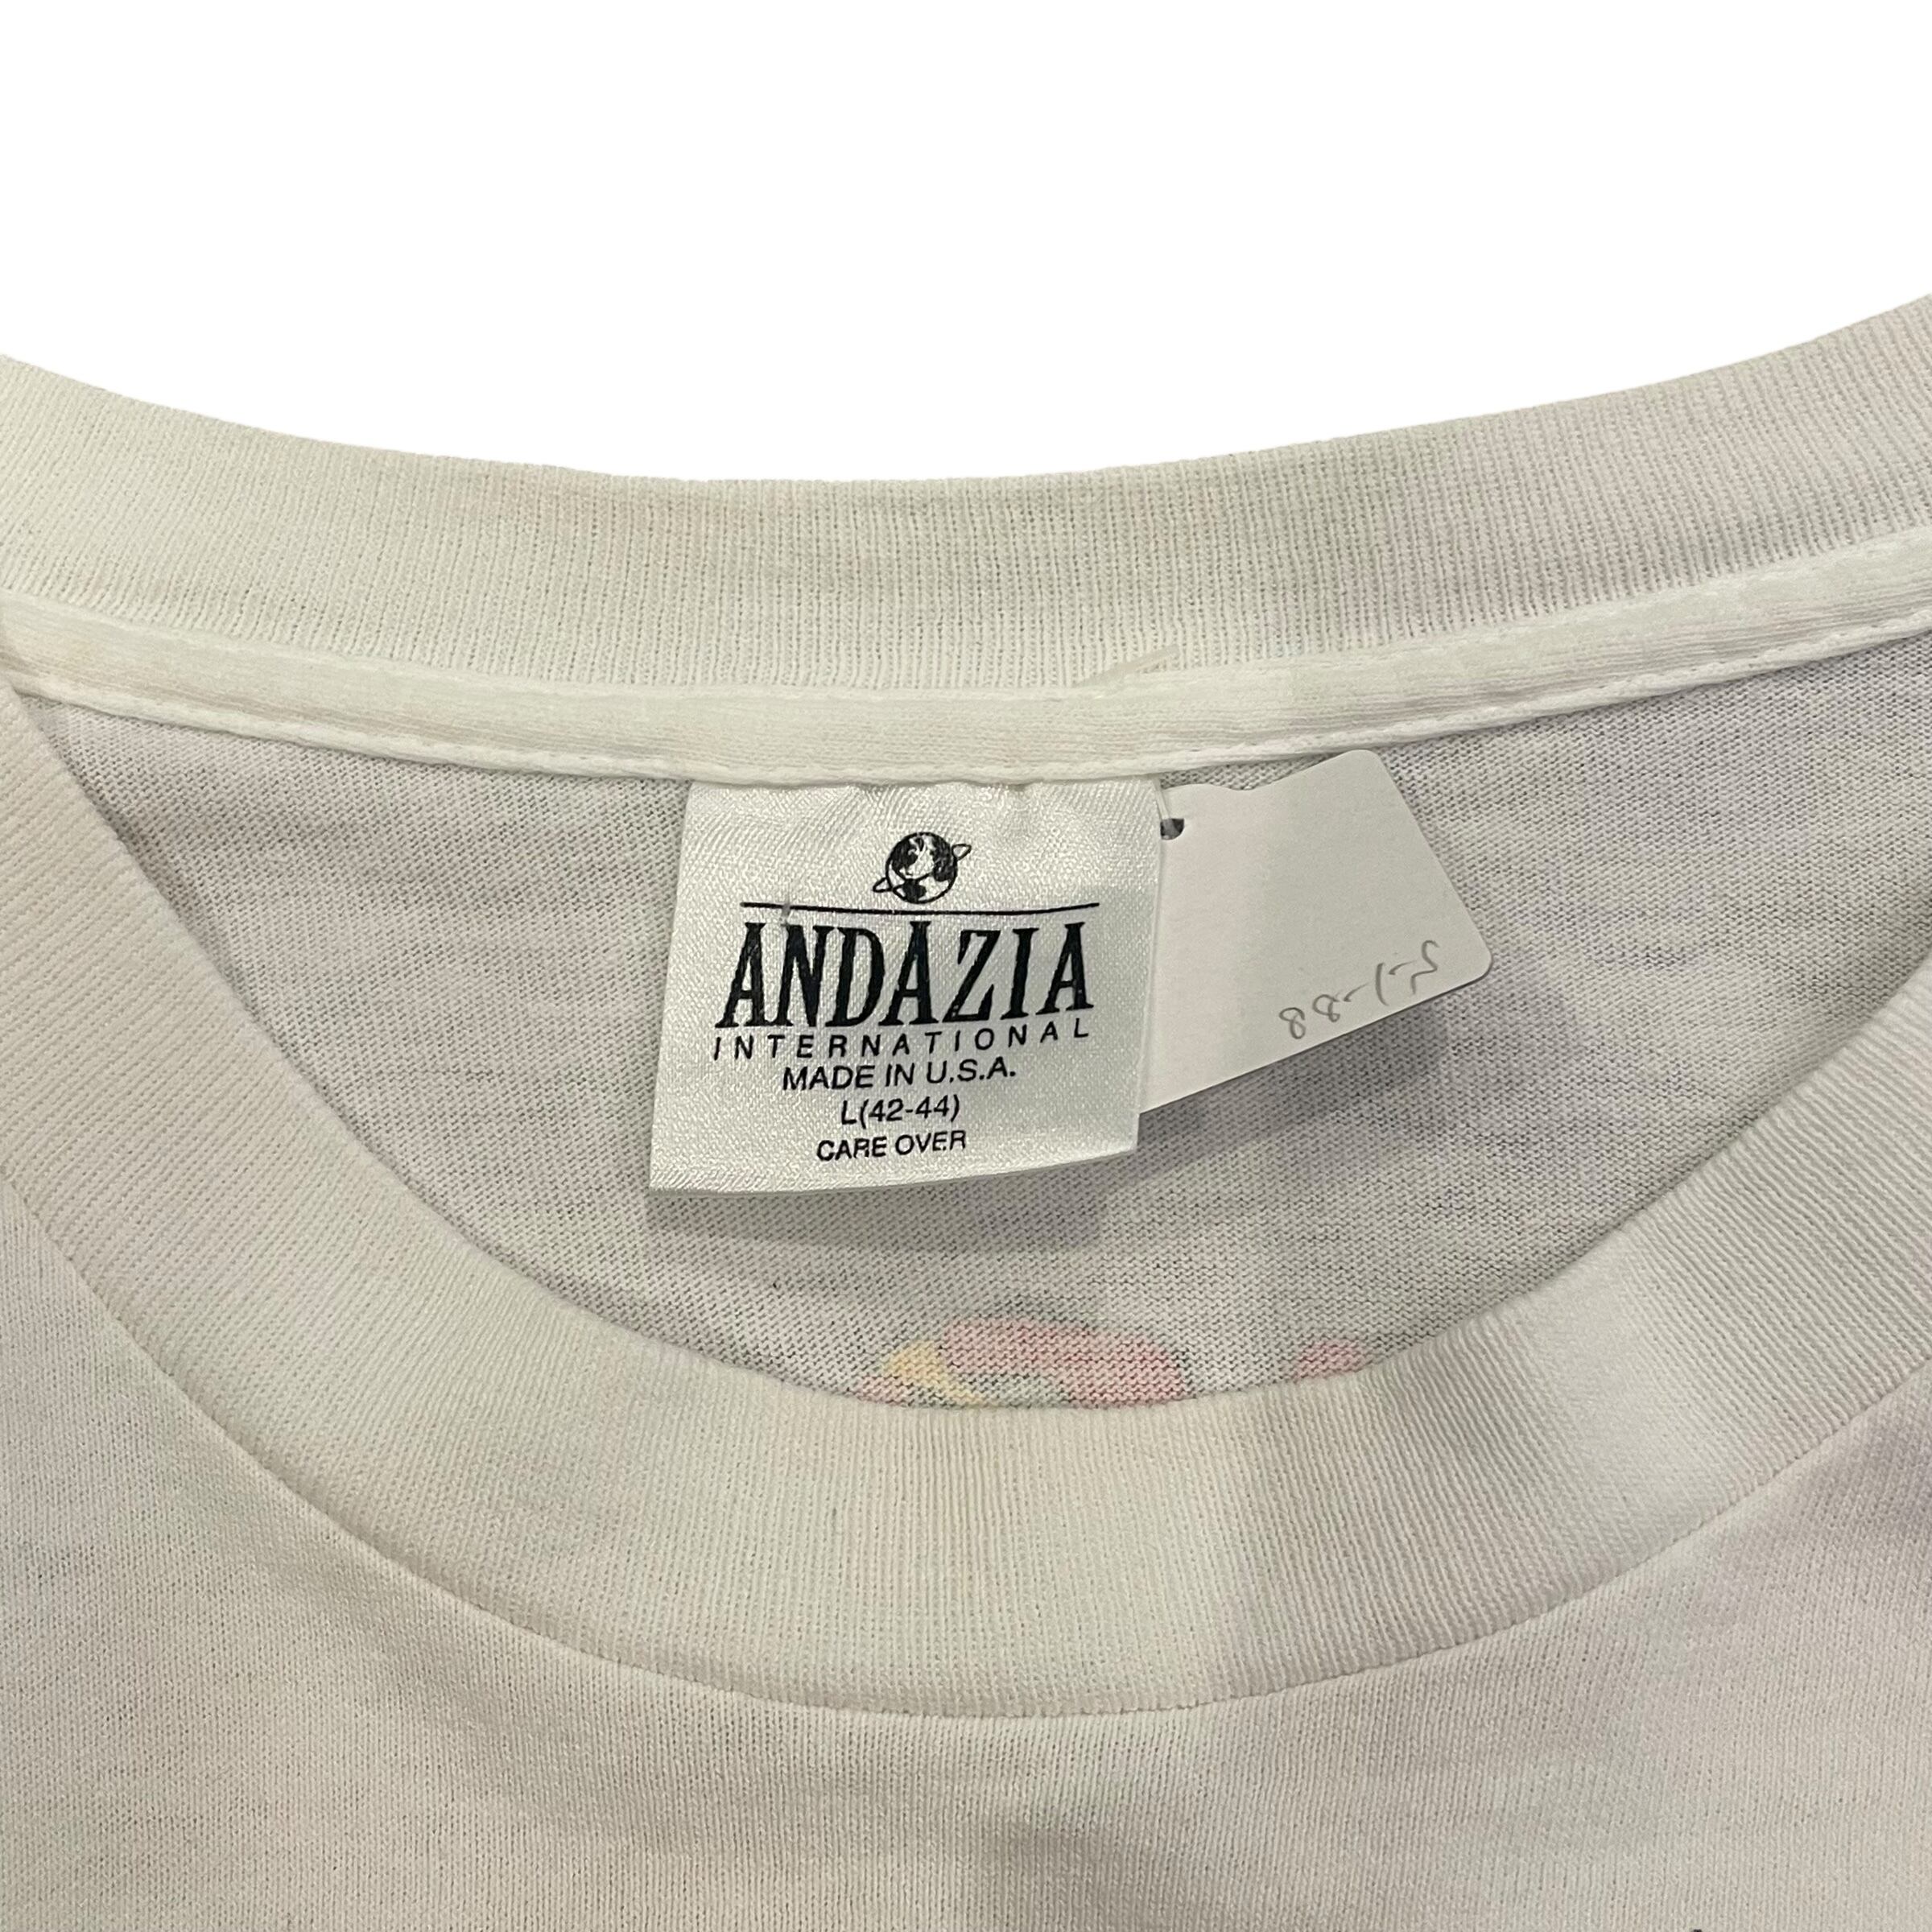 ANDAZIA
INTERNATIONAL
MADE IN U.S.A.
L(42-44)
CARE OVER